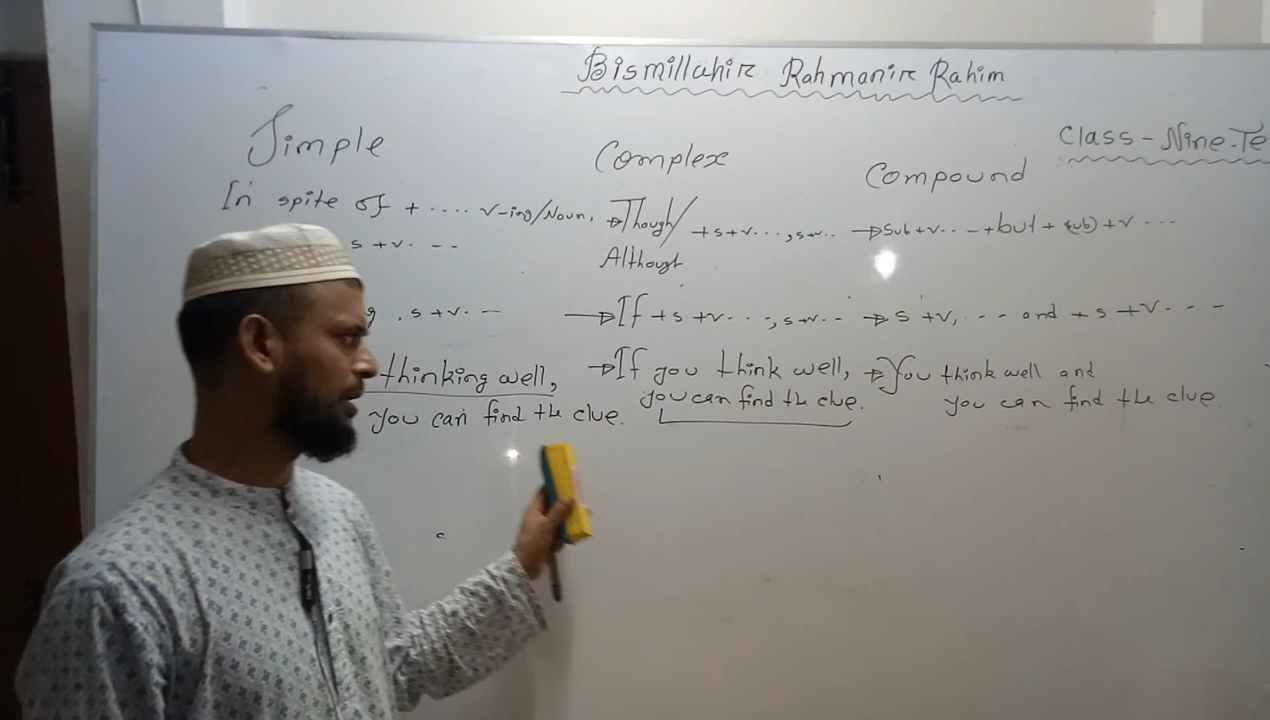 Bismillahir Rahmanir Rahim
Class - Nine-Te
Simple
Complex
Compound
In spite of + .... v-ing/Noun,
s + v. - - -
→ Though/ + s + v. . . . , s + v. . .
Although
→ Sub + v. . - + but + (sub) + v ...
g , s + v. - -
→ If + s + v - - - , s + v. - -
→ s + v, - - - and + s + v - - -
thinking well,
you can find the clue.
→ If you think well,
you can find the clue.
→ You think well and
you can find the clue.